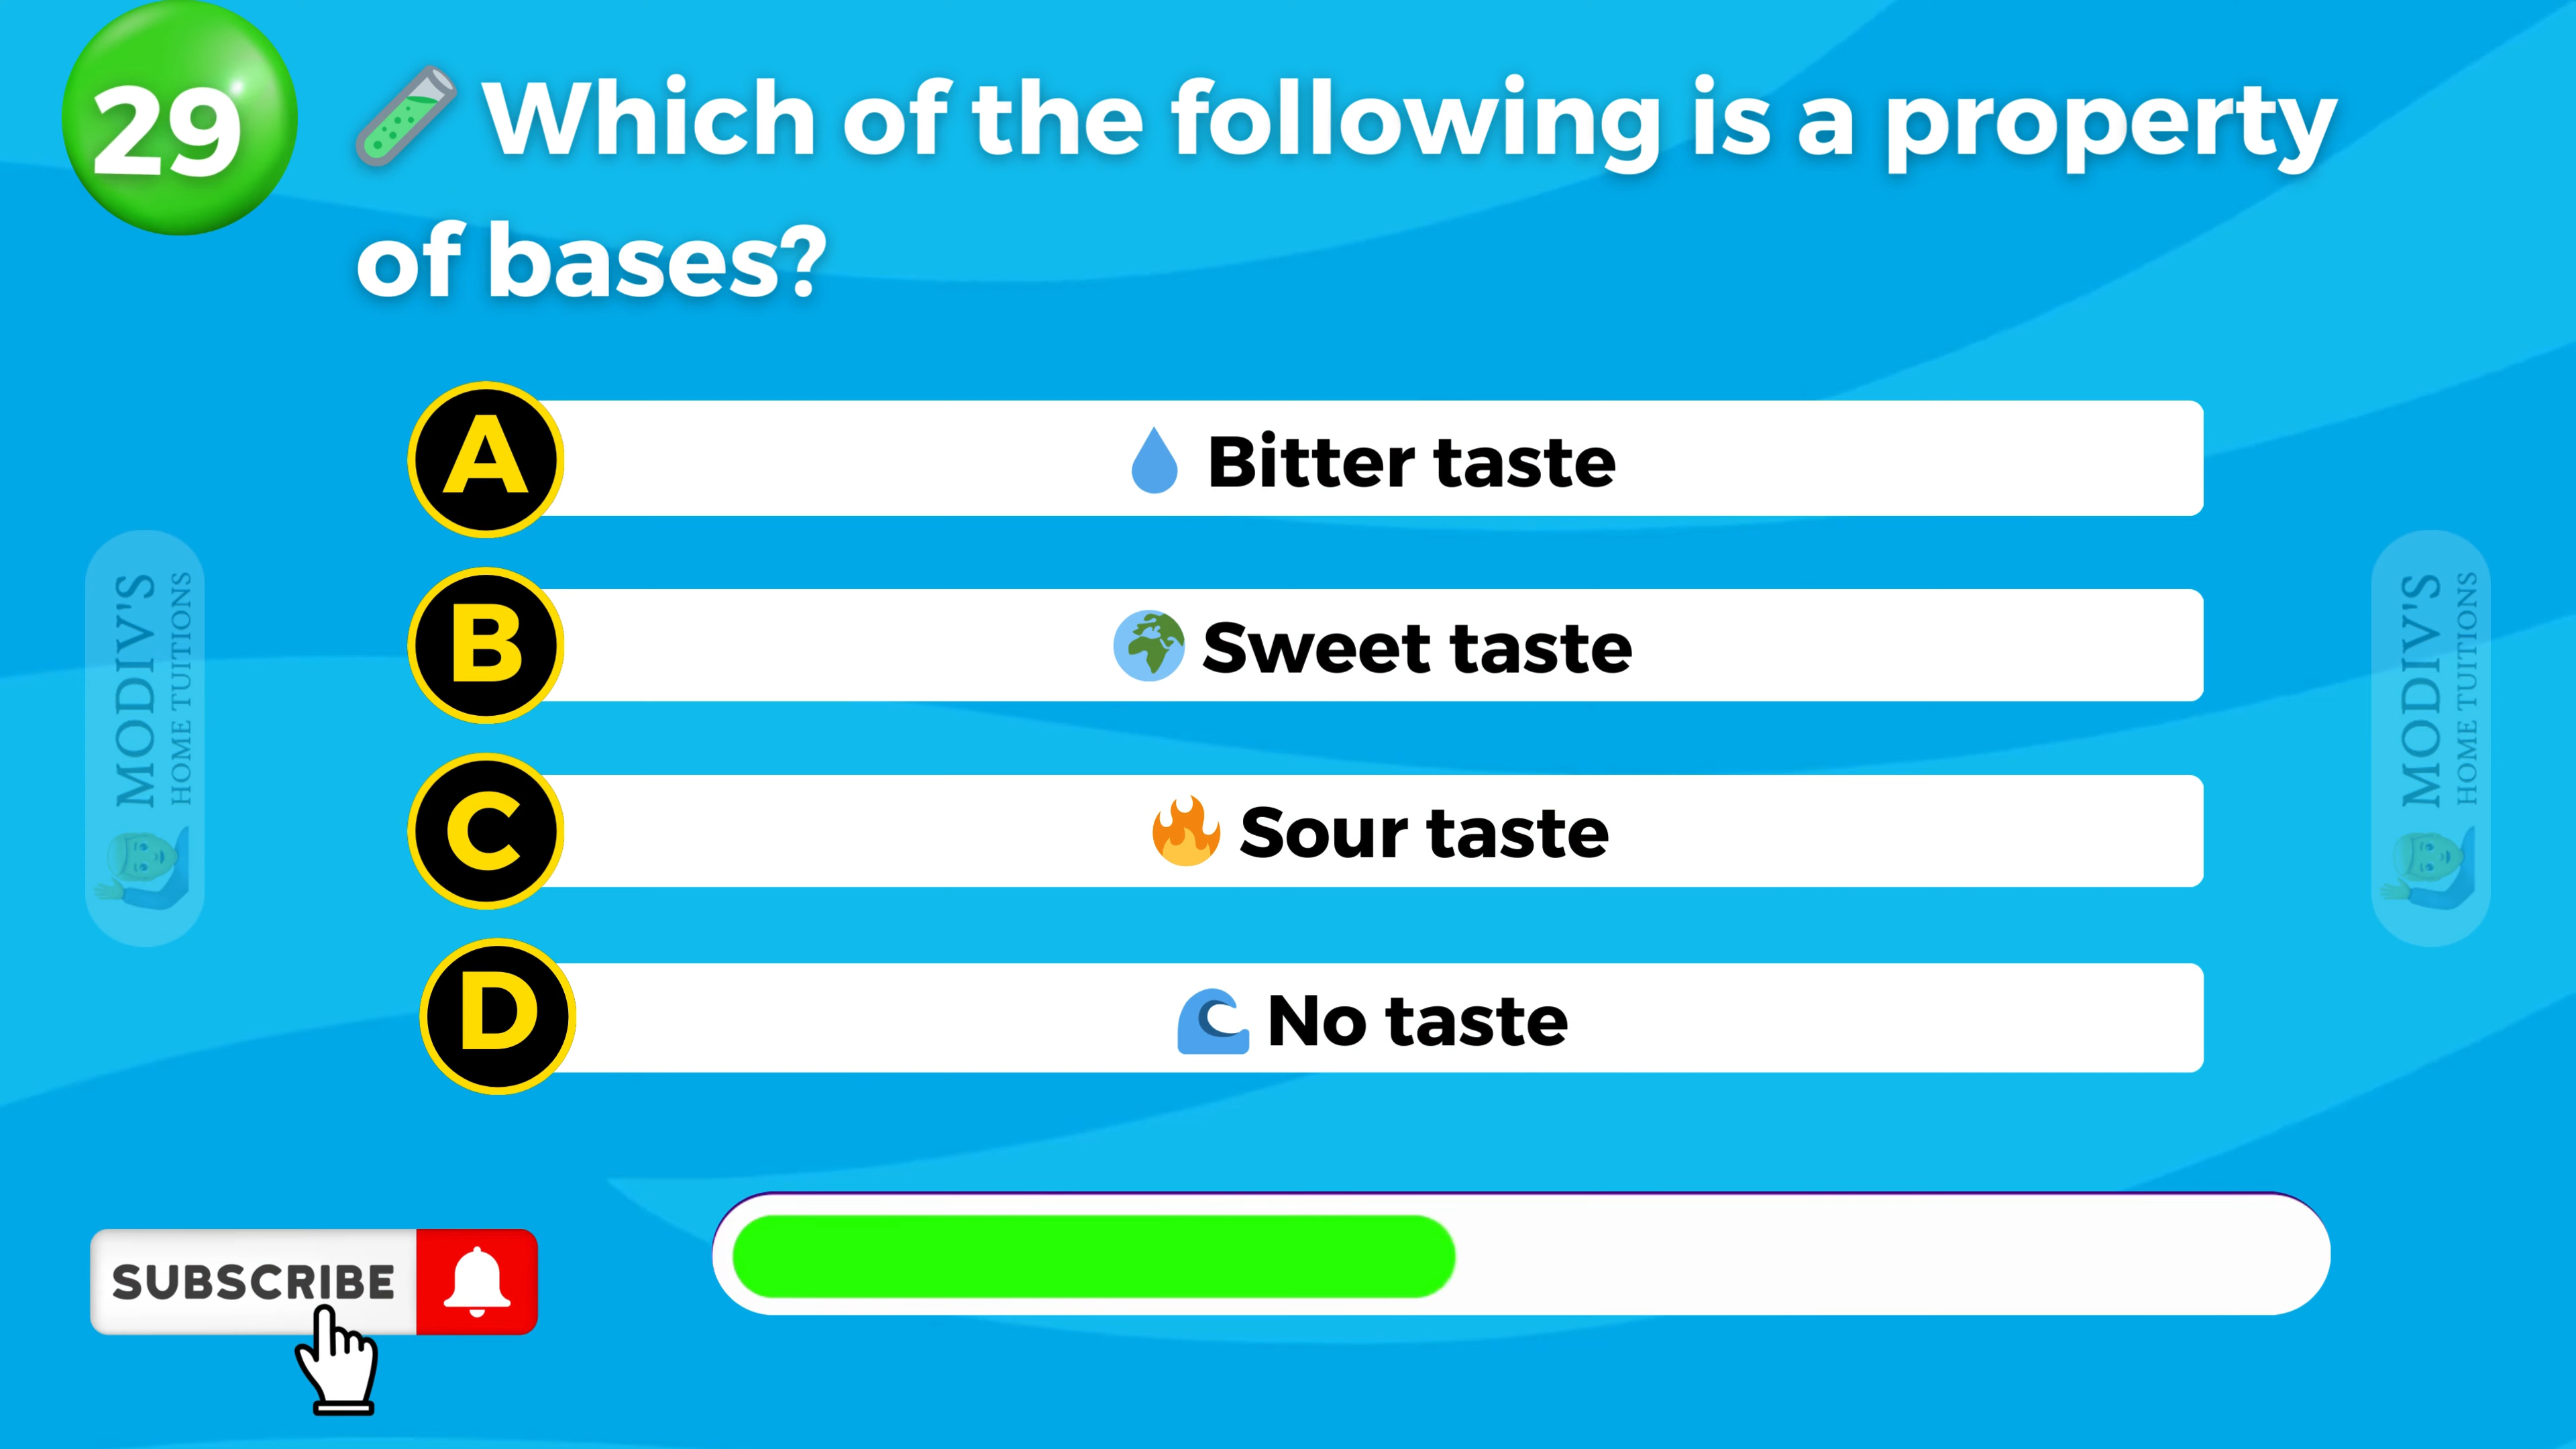 29
Which of the following is a property
of bases?
A
Bitter taste
B
Sweet taste
C
Sour taste
D
No taste
MODIV'S
HOME TUITIONS
MODIV'S
HOME TUITIONS
SUBSCRIBE